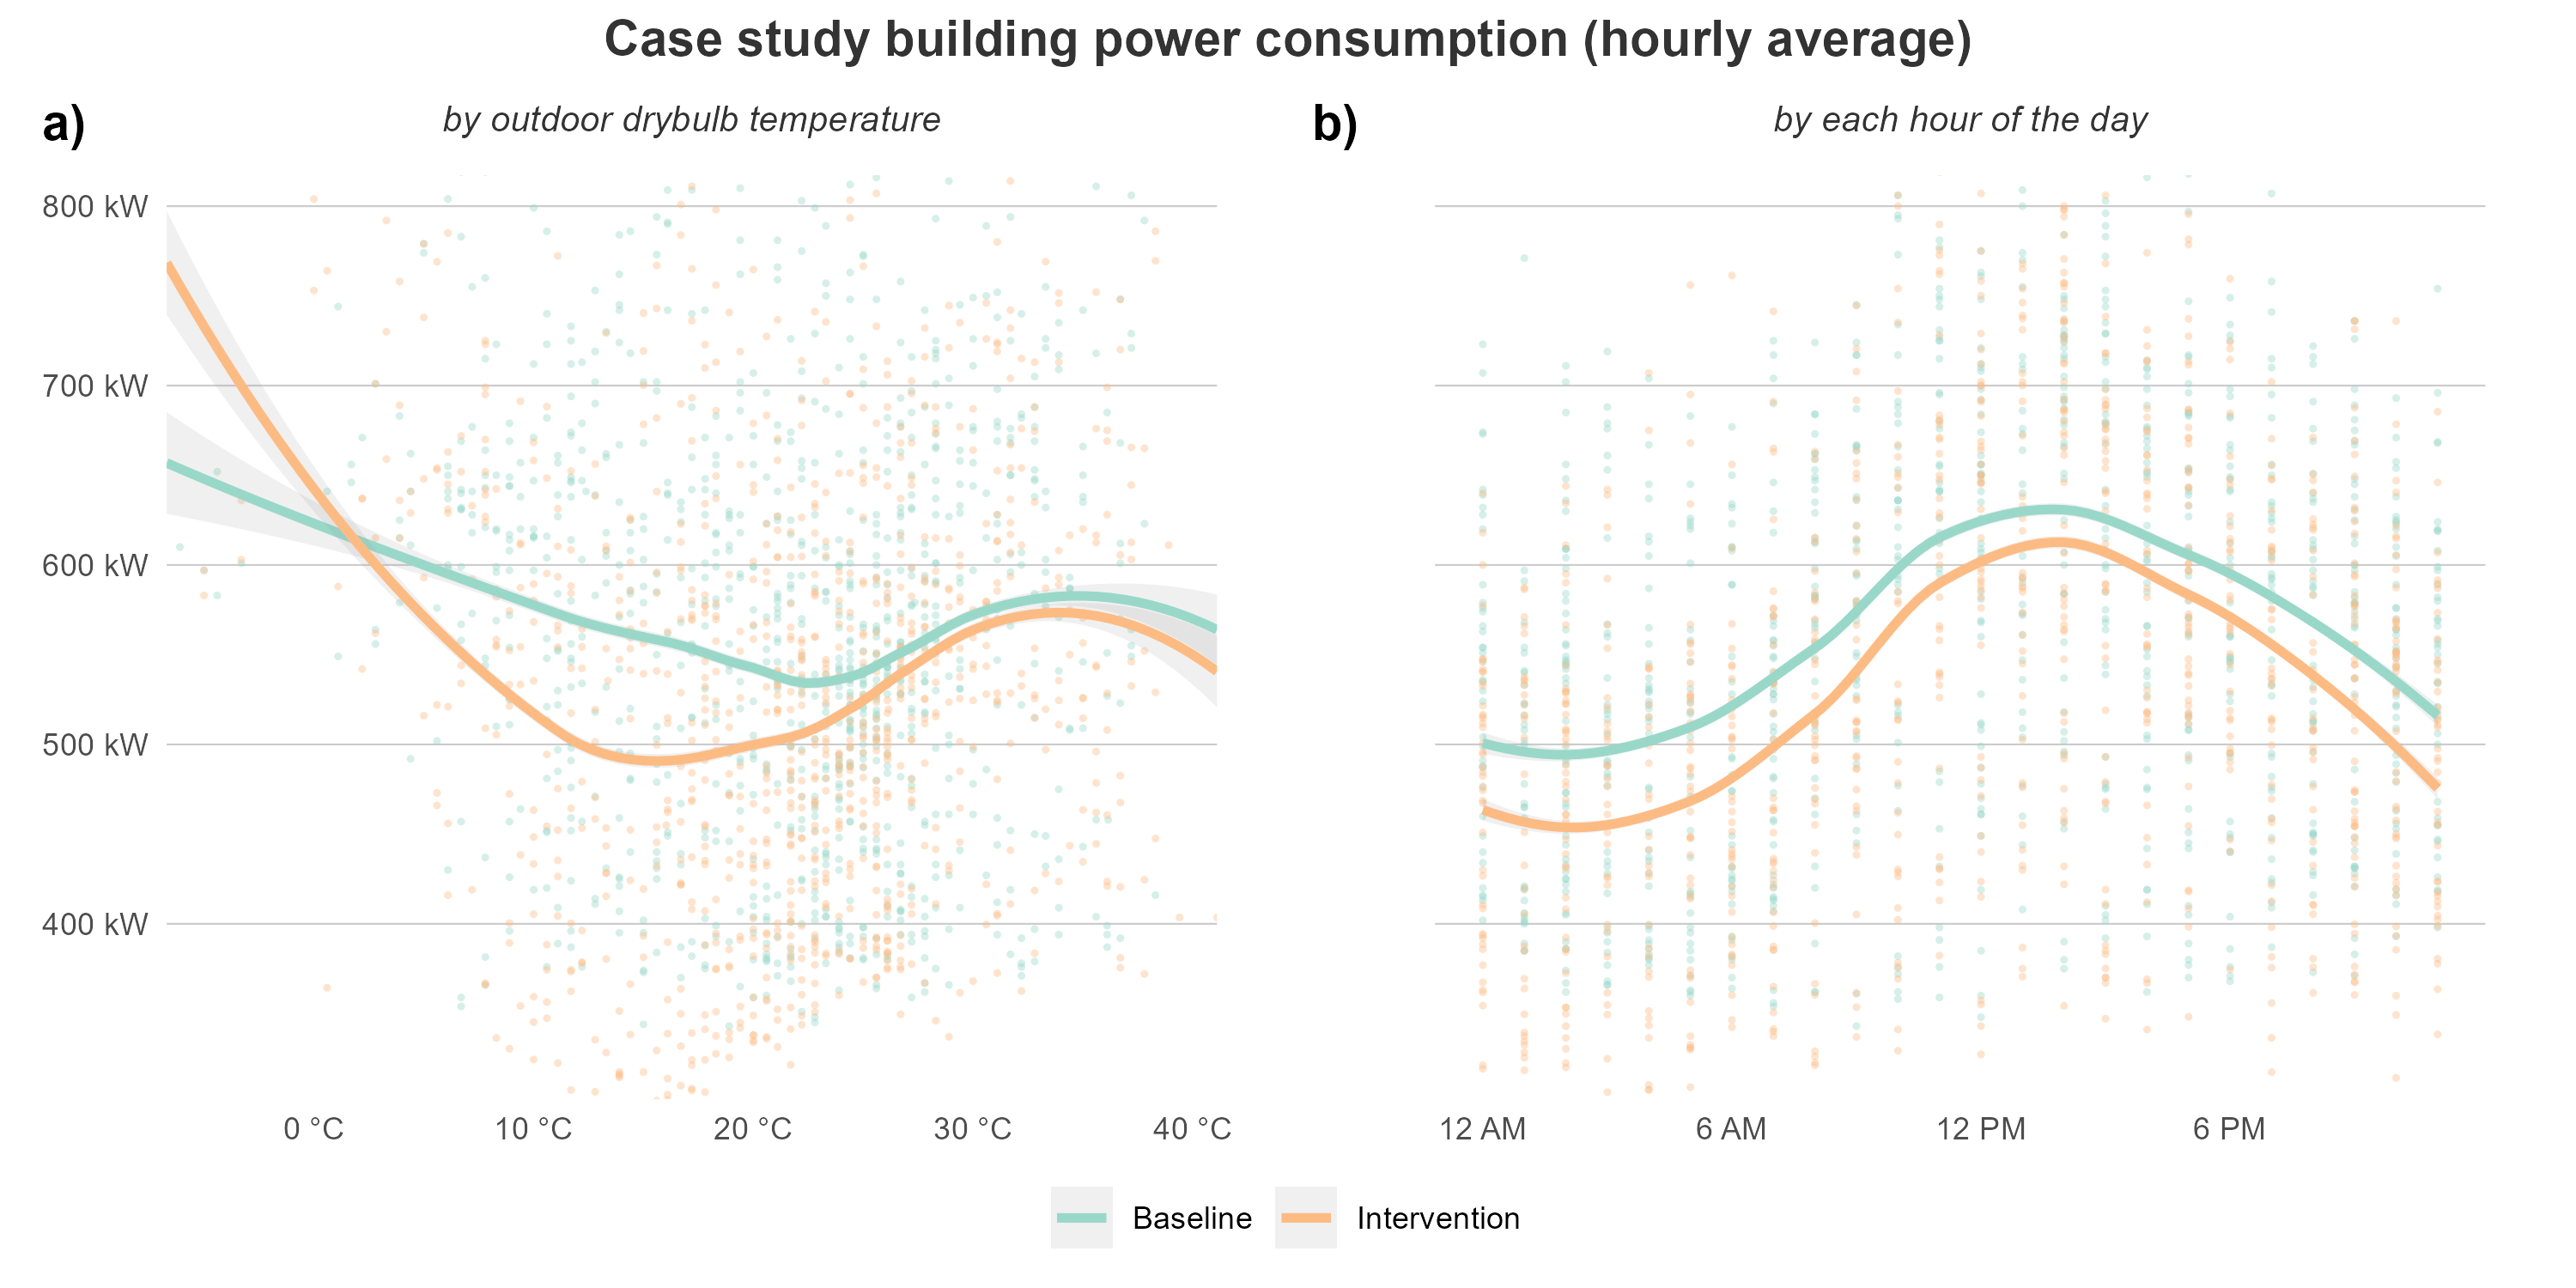 Case study building power consumption (hourly average)
a)
by outdoor drybulb temperature
800 kW
700 kW
600 kW
500 kW
400 kW
0 °C 10 °C 20 °C 30 °C 40 °C
b)
by each hour of the day
12 AM 6 AM 12 PM 6 PM
Baseline Intervention